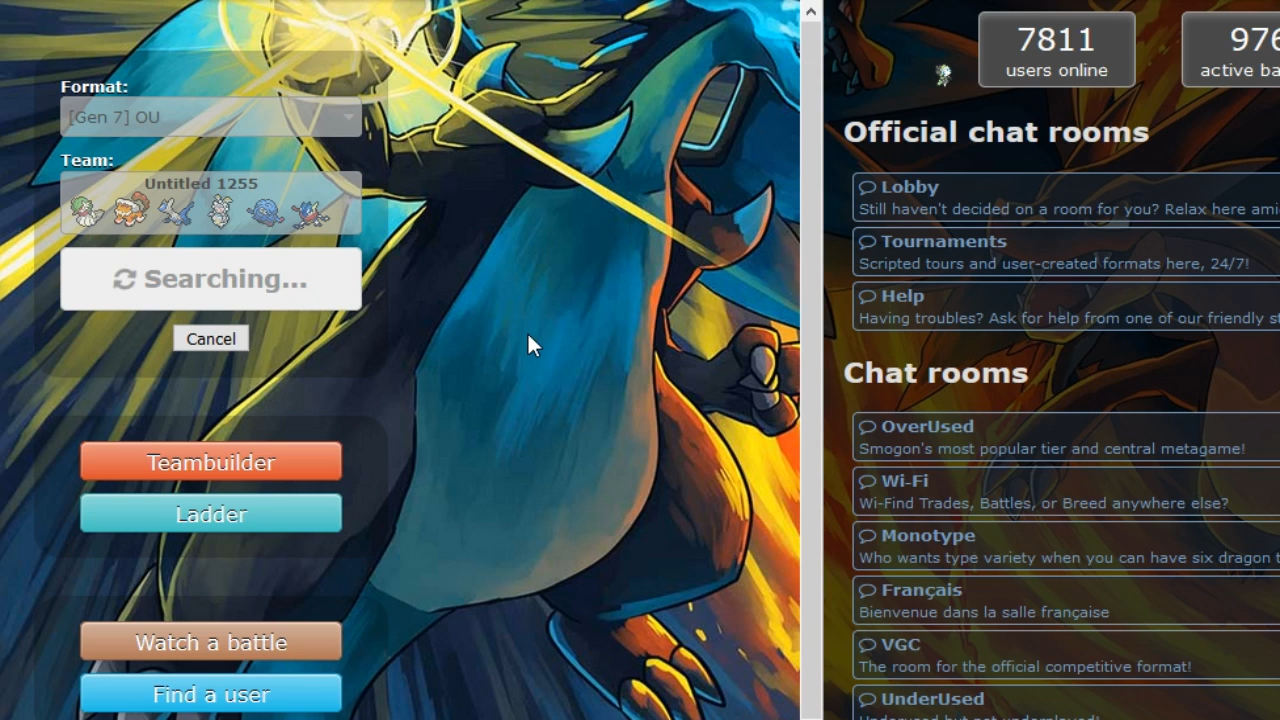 Format:
[Gen 7] OU
Team:
Untitled 1255
Searching...
Cancel
Teambuilder
Ladder
Watch a battle
Find a user
7811
users online
976
active ba
Official chat rooms
Lobby
Still haven't decided on a room for you? Relax here ami
Tournaments
Scripted tours and user-created formats here, 24/7!
Help
Having troubles? Ask for help from one of our friendly st
Chat rooms
OverUsed
Smogon's most popular tier and central metagame!
Wi-Fi
Wi-Find Trades, Battles, or Breed anywhere else?
Monotype
Who wants type variety when you can have six dragon t
Français
Bienvenue dans la salle française
VGC
The room for the official competitive format!
UnderUsed